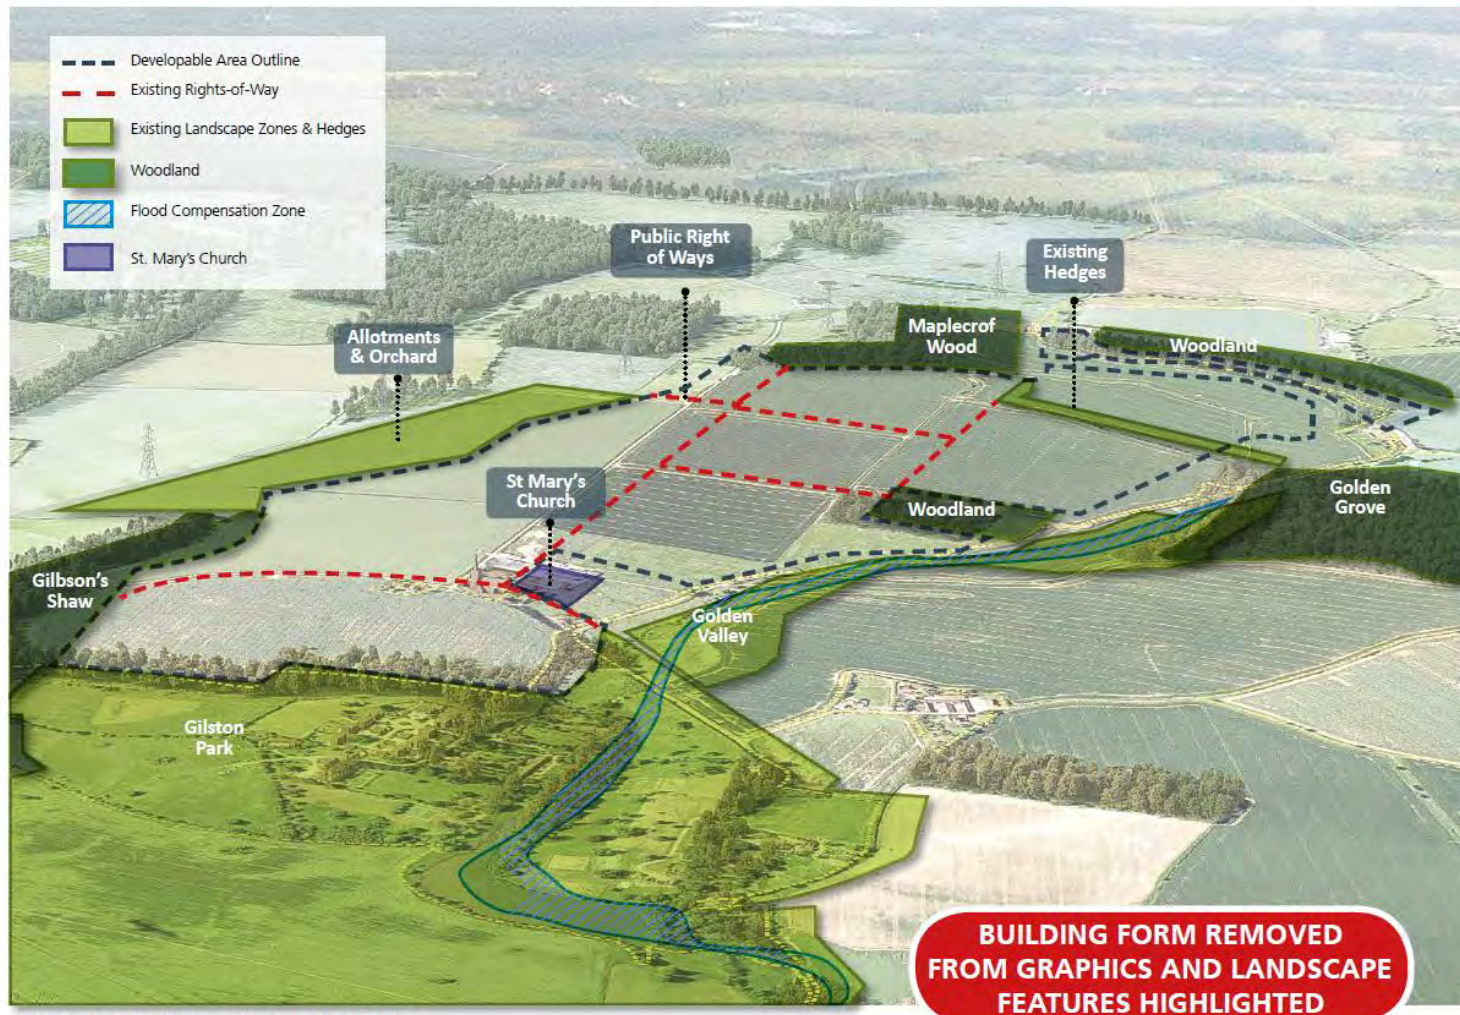 Developable Area Outline
Existing Rights-of-Way
Existing Landscape Zones & Hedges
Woodland
Flood Compensation Zone
St. Mary's Church
Public Right
of Ways
Existing
Hedges
Allotments
& Orchard
Maplecrof
Wood
Woodland
St Mary's
Church
Woodland
Golden
Grove
Gilbson's
Shaw
Golden
Valley
Gilston
Park
BUILDING FORM REMOVED
FROM GRAPHICS AND LANDSCAPE
FEATURES HIGHLIGHTED